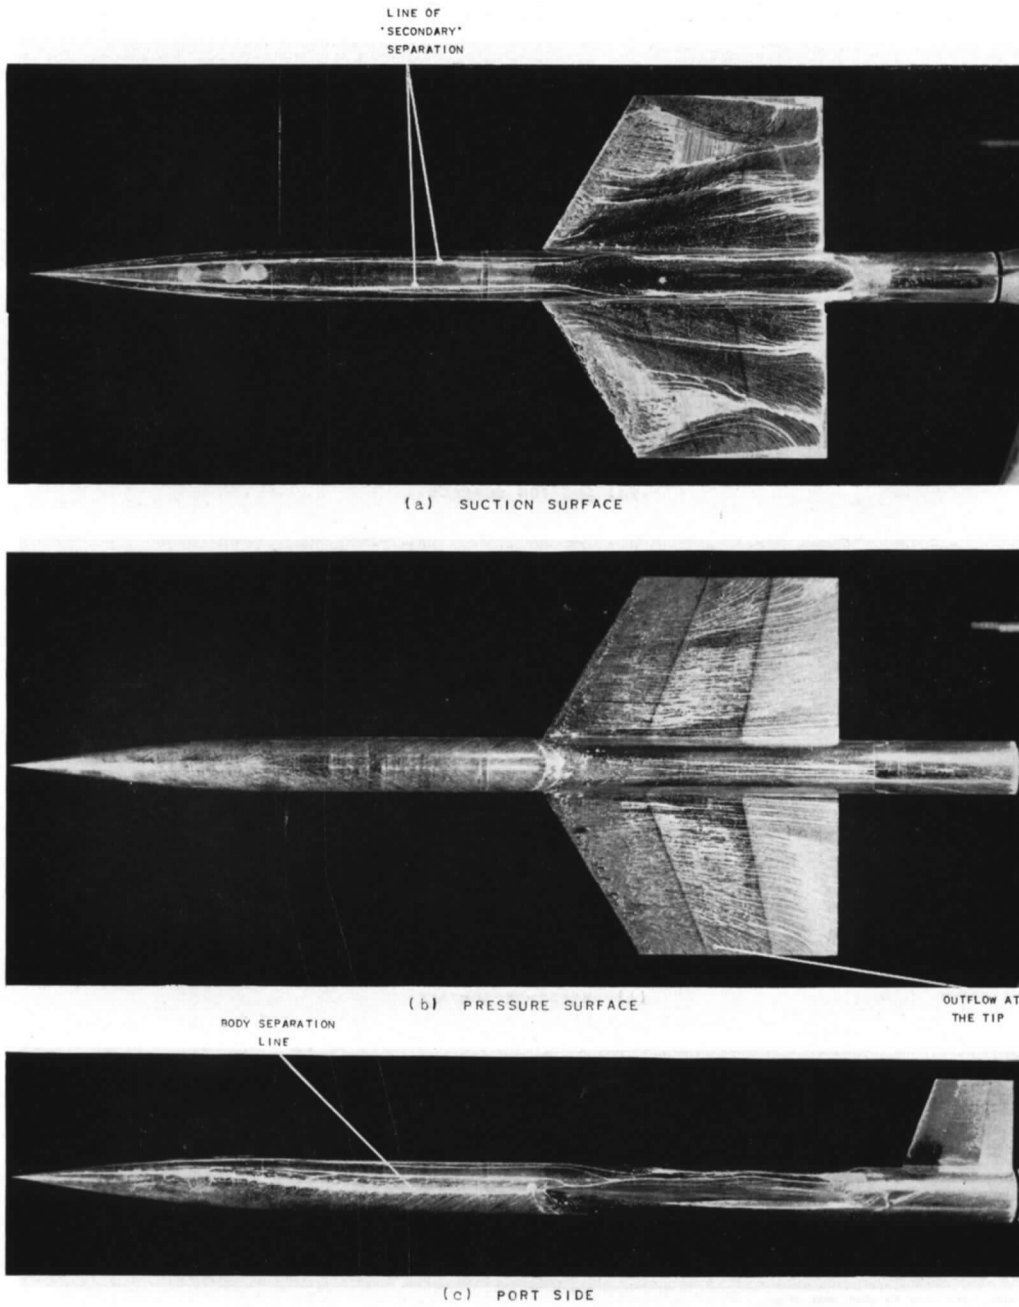 LINE OF
"SECONDARY"
SEPARATION
(a) SUCTION SURFACE
(b) PRESSURE SURFACE
OUTFLOW AT
THE TIP
BODY SEPARATION
LINE
(c) PORT SIDE